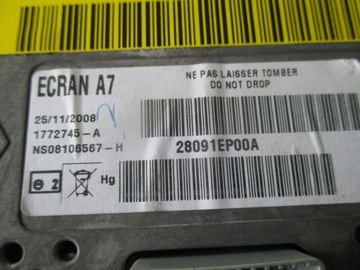 ECRAN A7
NE PAS LAISSER TOMBER
DO NOT DROP
25/11/2008
1772745-A
NS08106567-H
28091EP00A
2
Hg